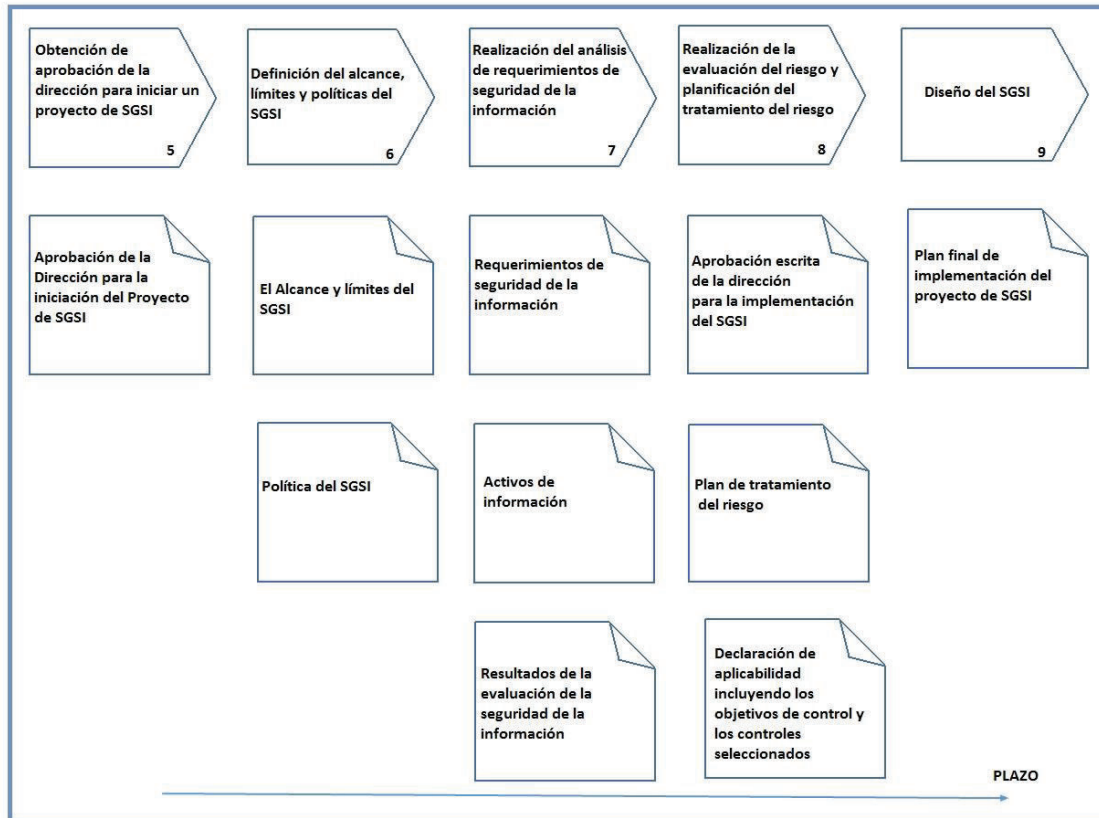 Obtención de
aprobación de la
dirección para iniciar un
proyecto de SGSI
5
Definición del alcance,
límites y políticas del
SGSI
6
Realización del análisis
de requerimientos de
seguridad de la
información
7
Realización de la
evaluación del riesgo y
planificación del
tratamiento del riesgo
8
Diseño del SGSI
9
Aprobación de la
Dirección para la
iniciación del Proyecto
de SGSI
El Alcance y límites del
SGSI
Requerimientos de
seguridad de la
información
Aprobación escrita
de la dirección
para la implementación
del SGSI
Plan final de
implementación del
proyecto de SGSI
Política del SGSI
Activos de
información
Plan de tratamiento
del riesgo
Resultados de la
evaluación de la
seguridad de la
información
Declaración de
aplicabilidad
incluyendo los
objetivos de control y
los controles
seleccionados
PLAZO